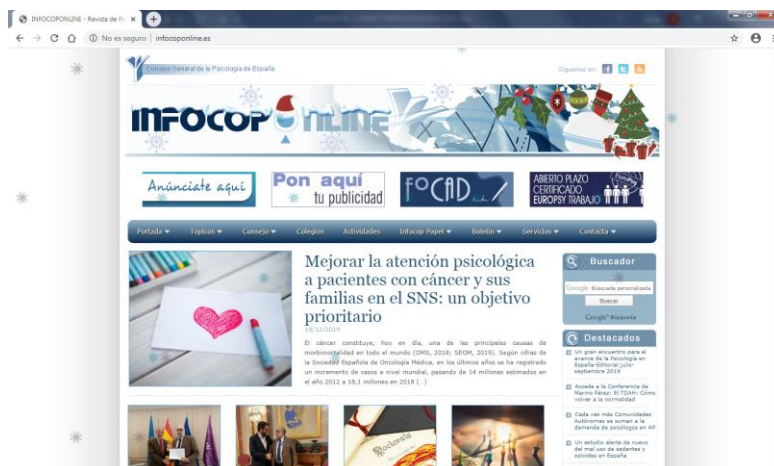 INFOCOPONLINE - Revista de Ps
No es seguro | infocoponline.es
Consejo General de la Psicología de España
Síguenos en:
INFOCOP ONLINE
Anúnciate aquí
Pon aquí
tu publicidad
FOCAD
ABIERTO PLAZO
CERTIFICADO
EUROPSY TRABAJO
Portada Tópicos Consejo Colegios Actividades Infocop Papel Boletín Servicios Contacta
Mejorar la atención psicológica
a pacientes con cáncer y sus
familias en el SNS: un objetivo
prioritario
19/12/2019
El cáncer constituye, hoy en día, una de las principales causas de
morbimortalidad en todo el mundo (OMS, 2018; SEOM, 2019). Según cifras de
la Sociedad Española de Oncología Médica, en los últimos años se ha registrado
un incremento de casos a nivel mundial, pasando de 14 millones estimados en
el año 2012 a 18,1 millones en 2018 (...)
Buscador
Google Búsqueda personalizada
Buscar
Google Búsqueda
Destacados
Un gran encuentro para el
avance de la Psicología en
España-Editorial julio-
septiembre 2019
Accede a la Conferencia de
Marino Pérez: El TDAH: Cómo
volver a la normalidad
Cada vez más Comunidades
Autónomas se suman a la
demanda de psicólogos en AP
Un estudio alerta de nuevo
del mal uso de sedantes y
opioides en España
Doctorado